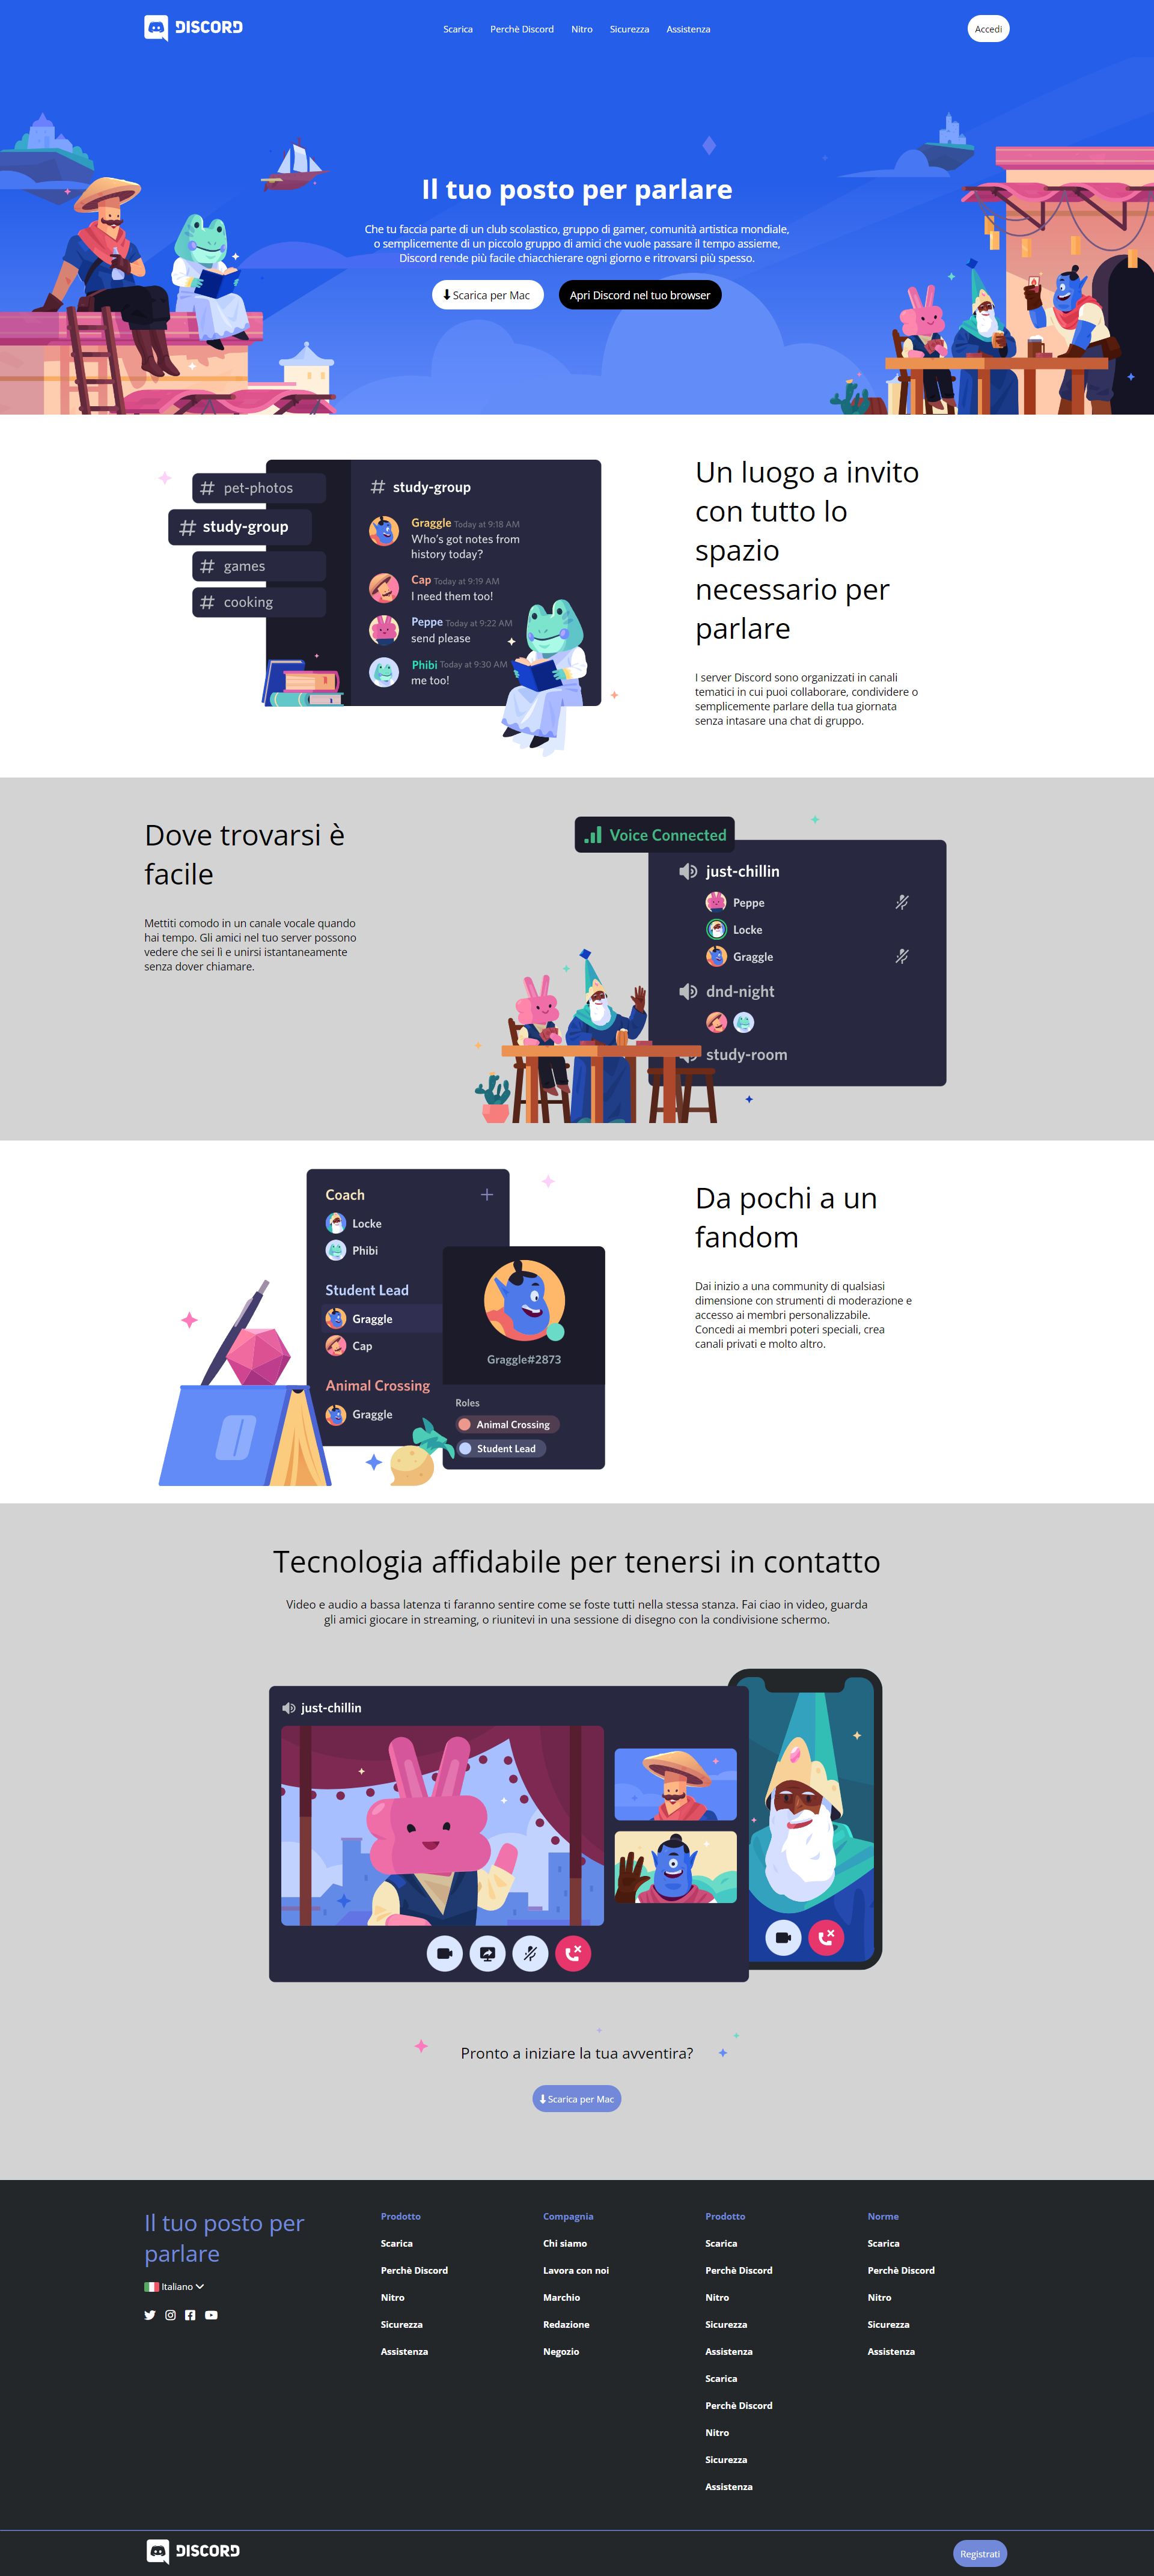 DISCORD
Scarica
Perchè Discord
Nitro
Sicurezza
Assistenza
Accedi
Il tuo posto per parlare
Che tu faccia parte di un club scolastico, gruppo di gamer, comunità artistica mondiale,
o semplicemente di un piccolo gruppo di amici che vuole passare il tempo assieme,
Discord rende più facile chiacchierare ogni giorno e ritrovarsi più spesso.
Scarica per Mac
Apri Discord nel tuo browser
# pet-photos
# study-group
# games
# cooking
# study-group
Graggle Today at 9:18 AM
Who's got notes from
history today?
Cap Today at 9:19 AM
I need them too!
Peppe Today at 9:22 AM
send please
Phibi Today at 9:30 AM
me too!
Un luogo a invito
con tutto lo
spazio
necessario per
parlare
I server Discord sono organizzati in canali
tematici in cui puoi collaborare, condividere o
semplicemente parlare della tua giornata
senza intasare una chat di gruppo.
Dove trovarsi è
facile
Mettiti comodo in un canale vocale quando
hai tempo. Gli amici nel tuo server possono
vedere che sei lì e unirsi istantaneamente
senza dover chiamare.
Voice Connected
just-chillin
Peppe
Locke
Graggle
dnd-night
study-room
Coach
Locke
Phibi
Student Lead
Graggle
Cap
Animal Crossing
Graggle
Graggle#2873
Roles
Animal Crossing
Student Lead
Da pochi a un
fandom
Dai inizio a una community di qualsiasi
dimensione con strumenti di moderazione e
accesso ai membri personalizzabile.
Concedi ai membri poteri speciali, crea
canali privati e molto altro.
Tecnologia affidabile per tenersi in contatto
Video e audio a bassa latenza ti faranno sentire come se foste tutti nella stessa stanza. Fai ciao in video, guarda
gli amici giocare in streaming, o riunitevi in una sessione di disegno con la condivisione schermo.
just-chillin
Pronto a iniziare la tua avventira?
Scarica per Mac
Il tuo posto per
parlare
Italiano
Prodotto
Scarica
Perchè Discord
Nitro
Sicurezza
Assistenza
Compagnia
Chi siamo
Lavora con noi
Marchio
Redazione
Negozio
Prodotto
Scarica
Perchè Discord
Nitro
Sicurezza
Assistenza
Scarica
Perchè Discord
Nitro
Sicurezza
Assistenza
Norme
Scarica
Perchè Discord
Nitro
Sicurezza
Assistenza
DISCORD
Registrati